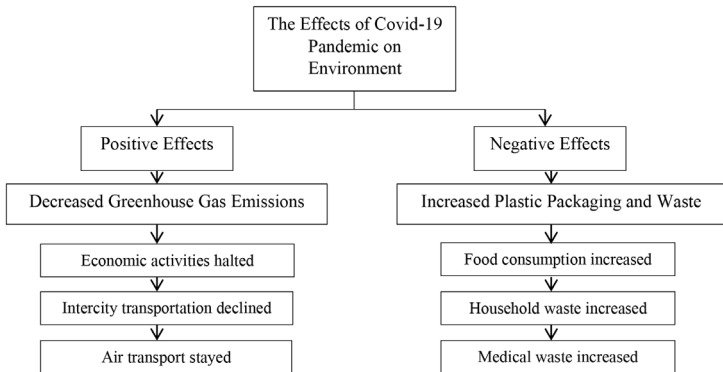 The Effects of Covid-19
Pandemic on
Environment
Positive Effects
Negative Effects
Decreased Greenhouse Gas Emissions
Increased Plastic Packaging and Waste
Economic activities halted
Food consumption increased
Intercity transportation declined
Household waste increased
Air transport stayed
Medical waste increased